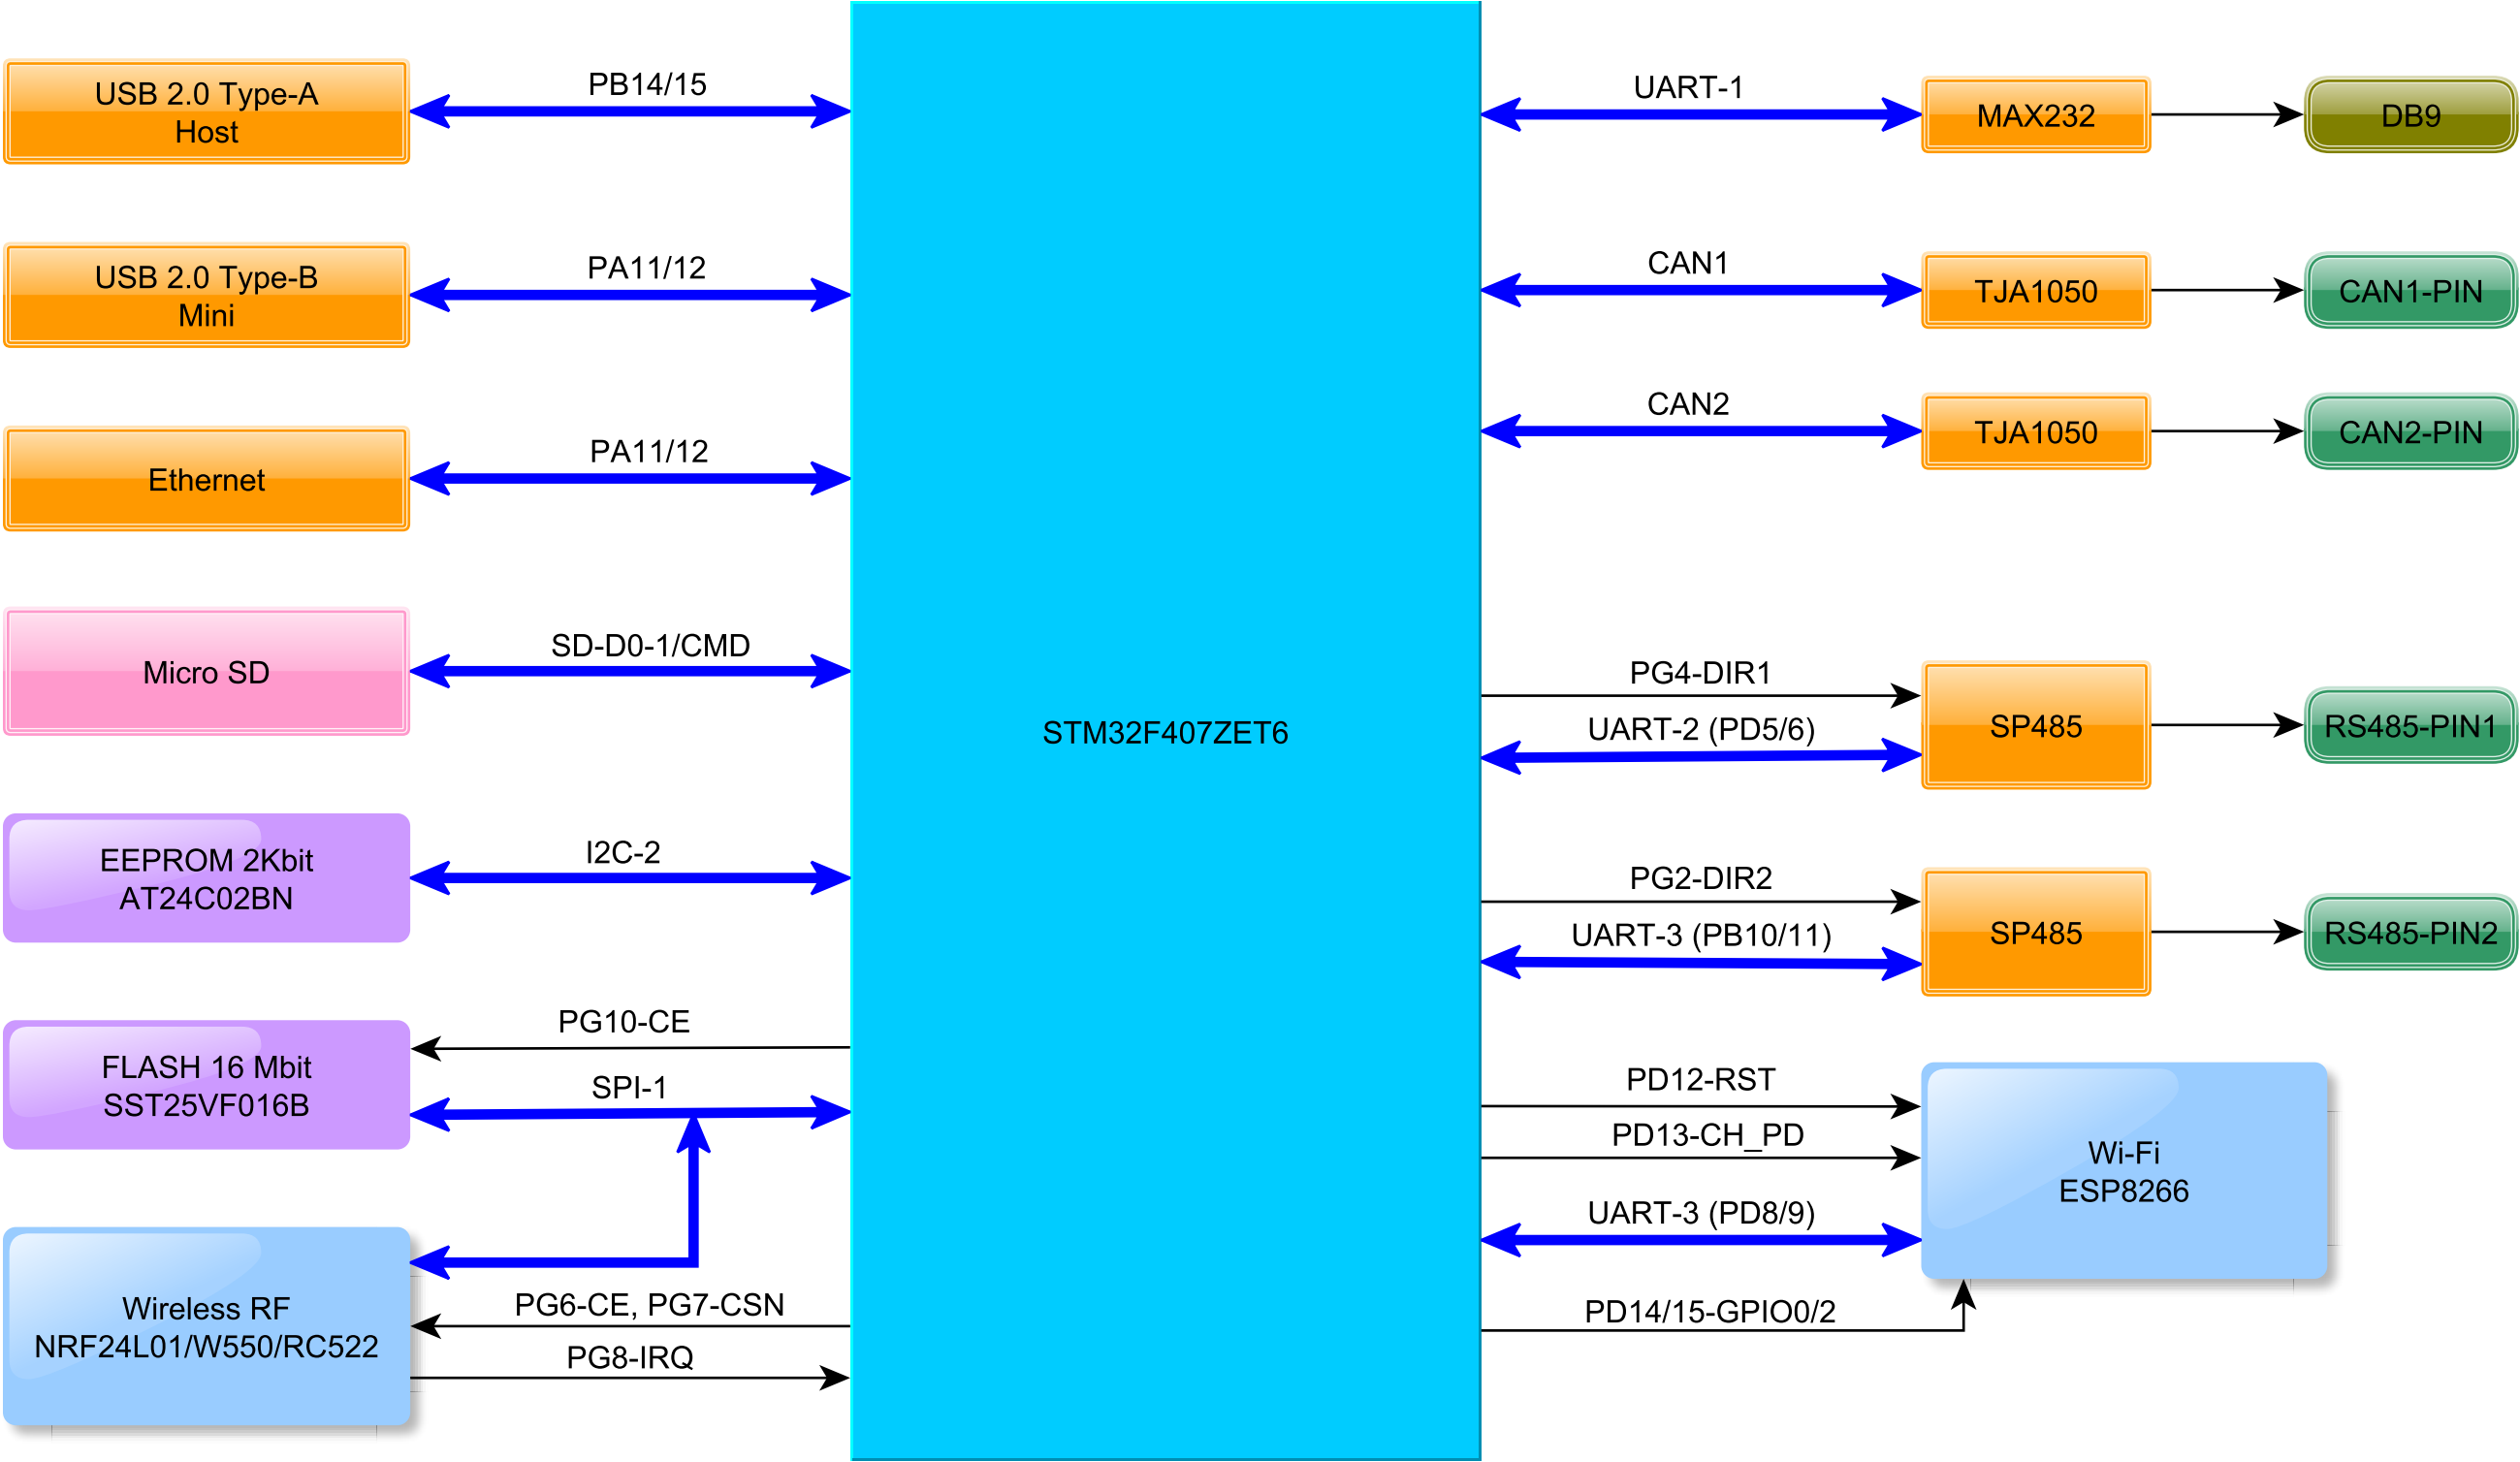 USB 2.0 Type-A
Host
PB14/15
USB 2.0 Type-B
Mini
PA11/12
Ethernet
PA11/12
Micro SD
SD-D0-1/CMD
EEPROM 2Kbit
AT24C02BN
I2C-2
FLASH 16 Mbit
SST25VF016B
PG10-CE
SPI-1
Wireless RF
NRF24L01/W550/RC522
PG6-CE, PG7-CSN
PG8-IRQ
STM32F407ZET6
UART-1
MAX232
DB9
CAN1
TJA1050
CAN1-PIN
CAN2
TJA1050
CAN2-PIN
PG4-DIR1
UART-2 (PD5/6)
SP485
RS485-PIN1
PG2-DIR2
UART-3 (PB10/11)
SP485
RS485-PIN2
PD12-RST
PD13-CH_PD
UART-3 (PD8/9)
PD14/15-GPIO0/2
Wi-Fi
ESP8266